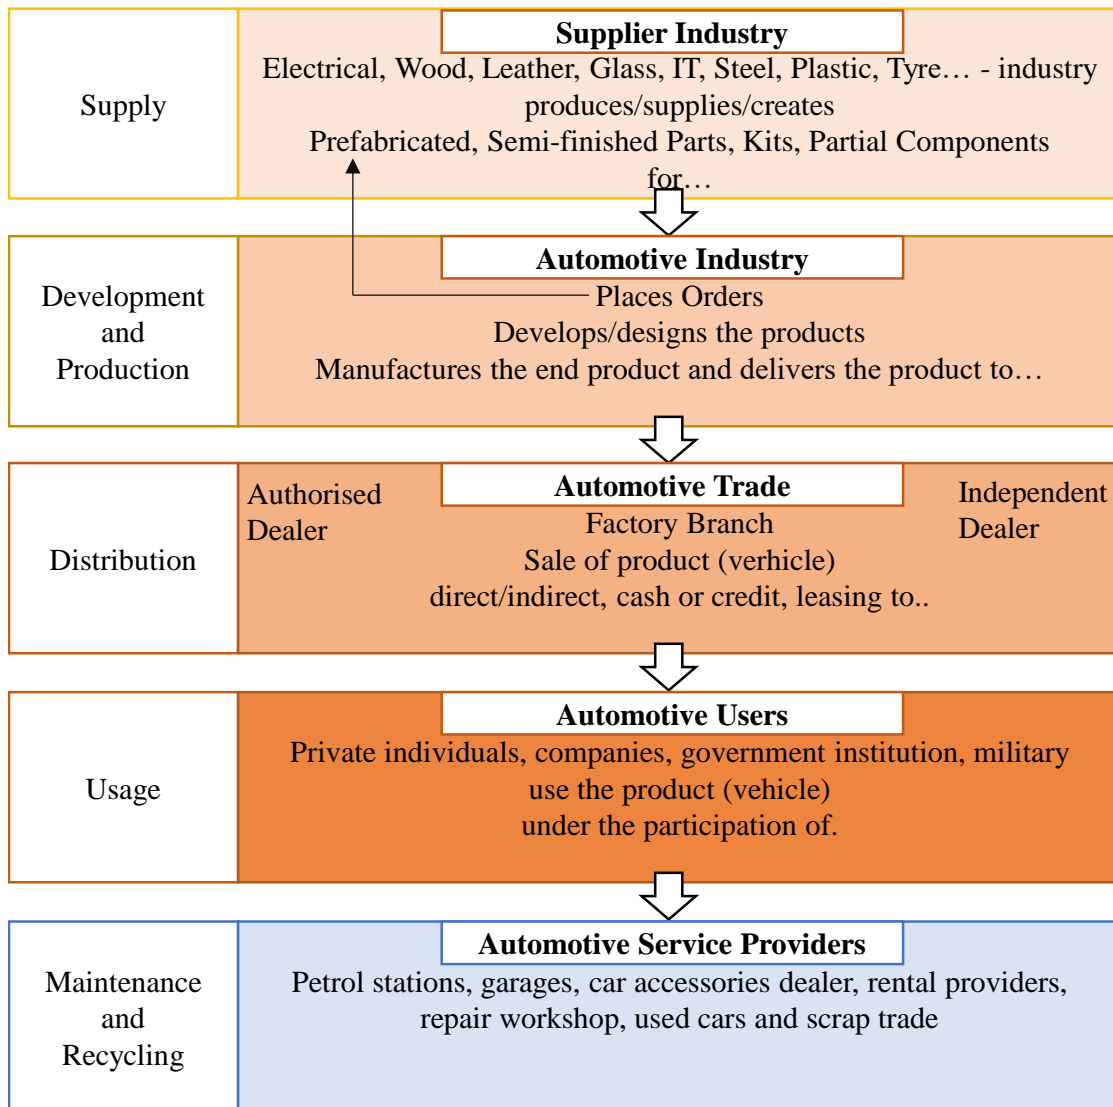 Supply
Supplier Industry
Electrical, Wood, Leather, Glass, IT, Steel, Plastic, Tyre… - industry
produces/supplies/creates
Prefabricated, Semi-finished Parts, Kits, Partial Components
for…
Development
and
Production
Automotive Industry
Places Orders
Develops/designs the products
Manufactures the end product and delivers the product to…
Distribution
Authorised
Dealer
Automotive Trade
Factory Branch
Sale of product (verhicle)
direct/indirect, cash or credit, leasing to..
Independent
Dealer
Usage
Automotive Users
Private individuals, companies, government institution, military
use the product (vehicle)
under the participation of.
Maintenance
and
Recycling
Automotive Service Providers
Petrol stations, garages, car accessories dealer, rental providers,
repair workshop, used cars and scrap trade